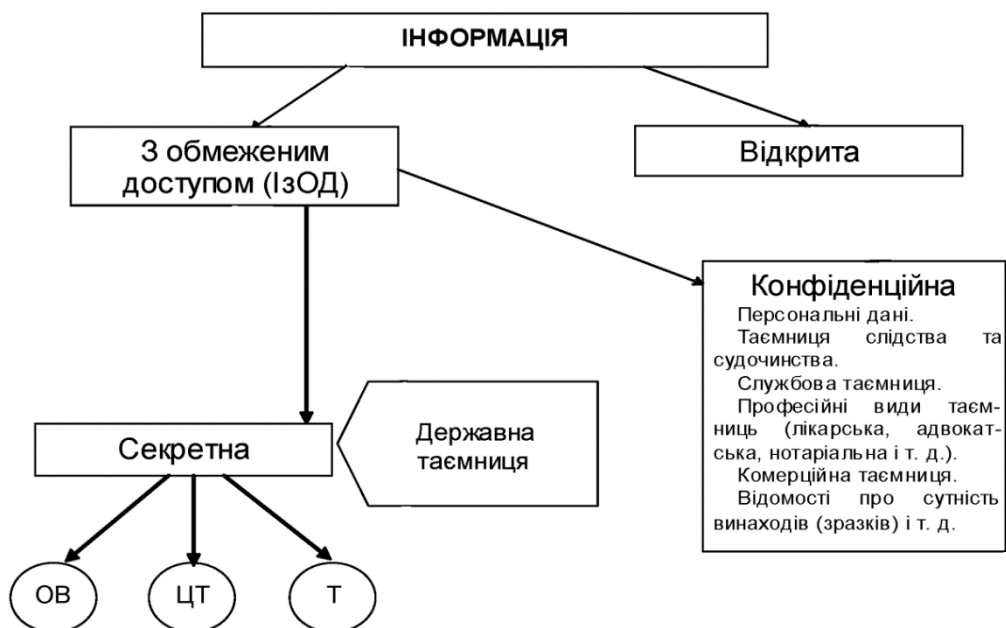 ІНФОРМАЦІЯ
З обмеженим
доступом (ІзОД)
Відкрита
Конфіденційна
Персональні дані.
Таємниця слідства та
судочинства.
Службова таємниця.
Професійні види таєм-
ниць (лікарська, адвокат-
ська, нотаріальна і т. д.).
Комерційна таємниця.
Відомості про сутність
винаходів (зразків) і т. д.
Державна
таємниця
Секретна
ОВ
ЦТ
Т